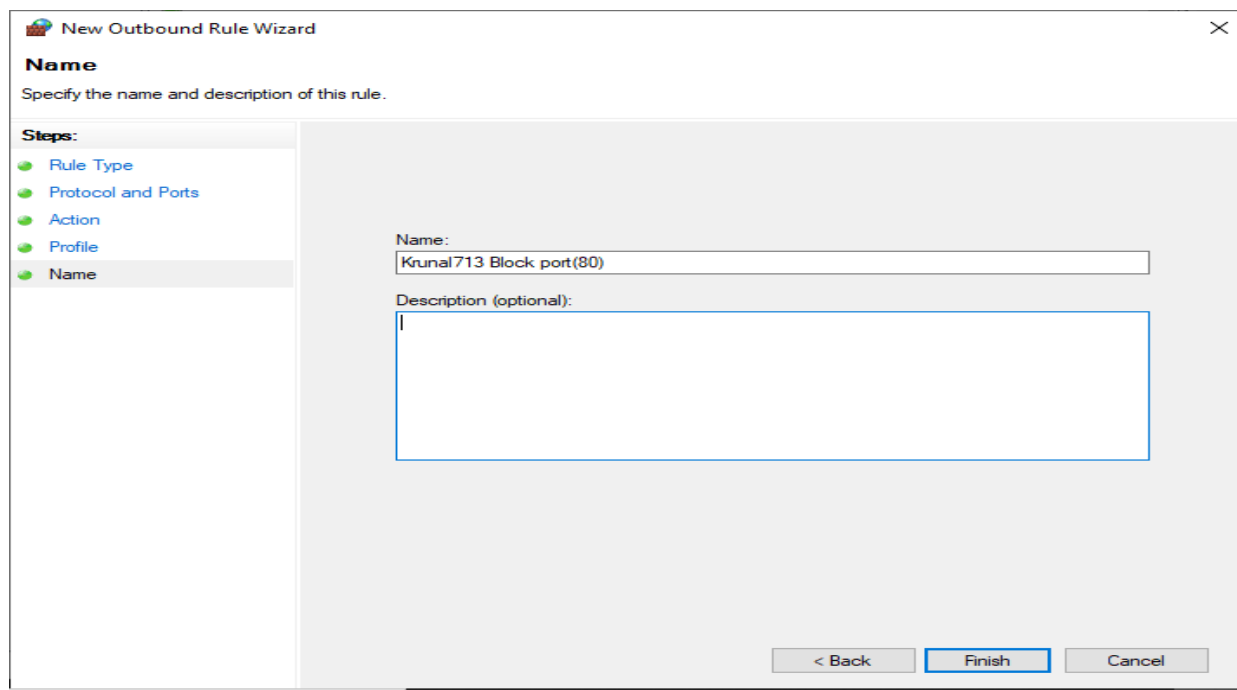 New Outbound Rule Wizard
Name
Specify the name and description of this rule.
Steps:
Rule Type
Protocol and Ports
Action
Profile
Name
Name:
Krunal713 Block port(80)
Description (optional):
< Back
Finish
Cancel